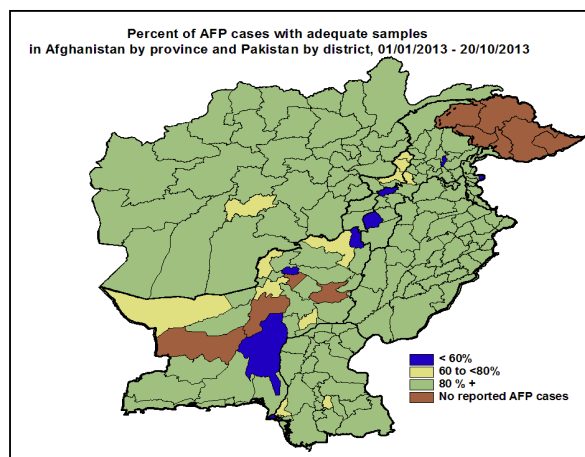 Percent of AFP cases with adequate samples
in Afghanistan by province and Pakistan by district, 01/01/2013 - 20/10/2013
< 60%
60 to <80%
80 % +
No reported AFP cases